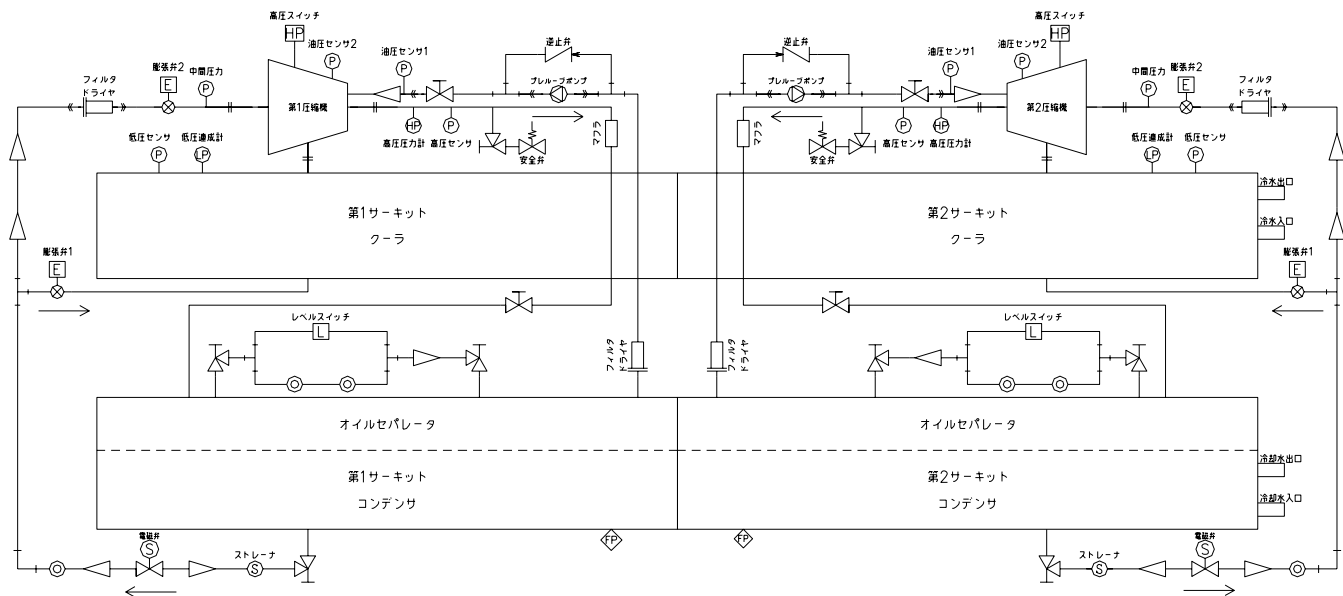 高圧スイッチ
HP
油圧センサ2
P
油圧センサ1
P
逆止弁
プレルーブポンプ
P
膨張弁2
E
中間圧力
P
フィルタ
ドライヤ
第1圧縮機
低圧センサ
P
低圧連成計
LP
HP
高圧圧力計
P
高圧センサ
安全弁
マフラ
逆止弁
プレルーブポンプ
P
油圧センサ1
P
高圧スイッチ
HP
油圧センサ2
P
中間圧力
P
膨張弁2
E
フィルタ
ドライヤ
第2圧縮機
マフラ
安全弁
P
高圧センサ
HP
高圧圧力計
低圧連成計
LP
低圧センサ
P
第1サーキット
クーラ
第2サーキット
クーラ
冷水出口
冷水入口
膨張弁1
E
膨張弁1
E
レベルスイッチ
L
フィルタ
ドライヤ
フィルタ
ドライヤ
レベルスイッチ
L
オイルセパレータ
オイルセパレータ
第1サーキット
コンデンサ
第2サーキット
コンデンサ
冷却水出口
冷却水入口
FP
FP
電磁弁
S
ストレーナ
S
ストレーナ
S
電磁弁
S